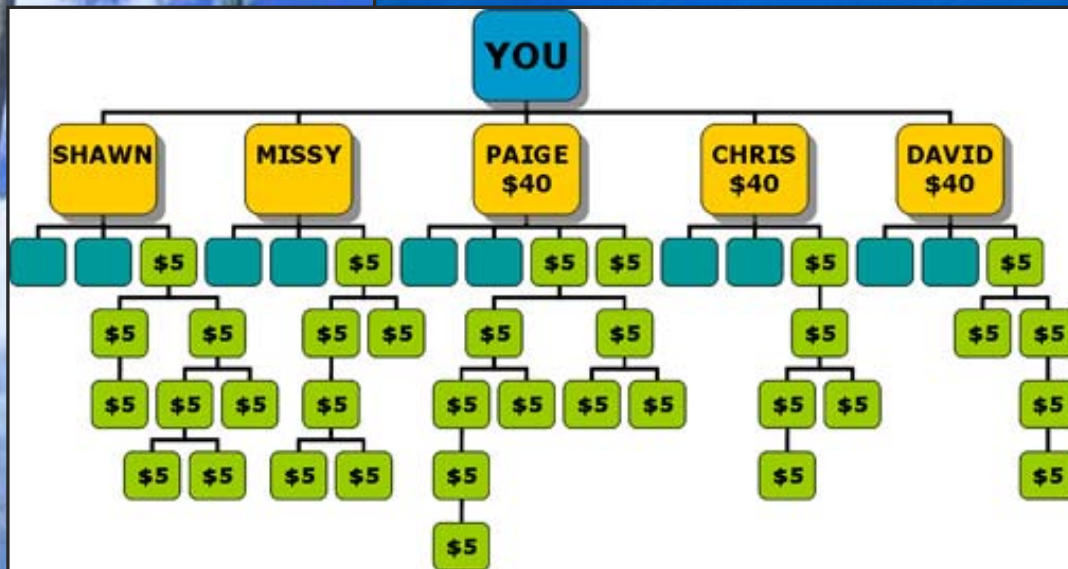 YOU
SHAWN MISSY PAIGE CHRIS DAVID
$40 $40 $40
$5 $5 $5 $5 $5 $5
$5 $5 $5 $5 $5 $5 $5 $5 $5
$5 $5 $5 $5 $5 $5 $5 $5 $5 $5 $5
$5 $5 $5 $5 $5 $5 $5
$5